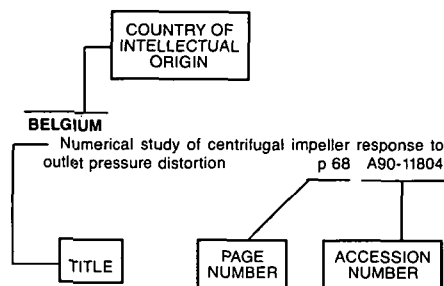 COUNTRY OF
INTELLECTUAL
ORIGIN
BELGIUM
Numerical study of centrifugal impeller response to
outlet pressure distortion p 68 A90-11804
TITLE
PAGE
NUMBER
ACCESSION
NUMBER